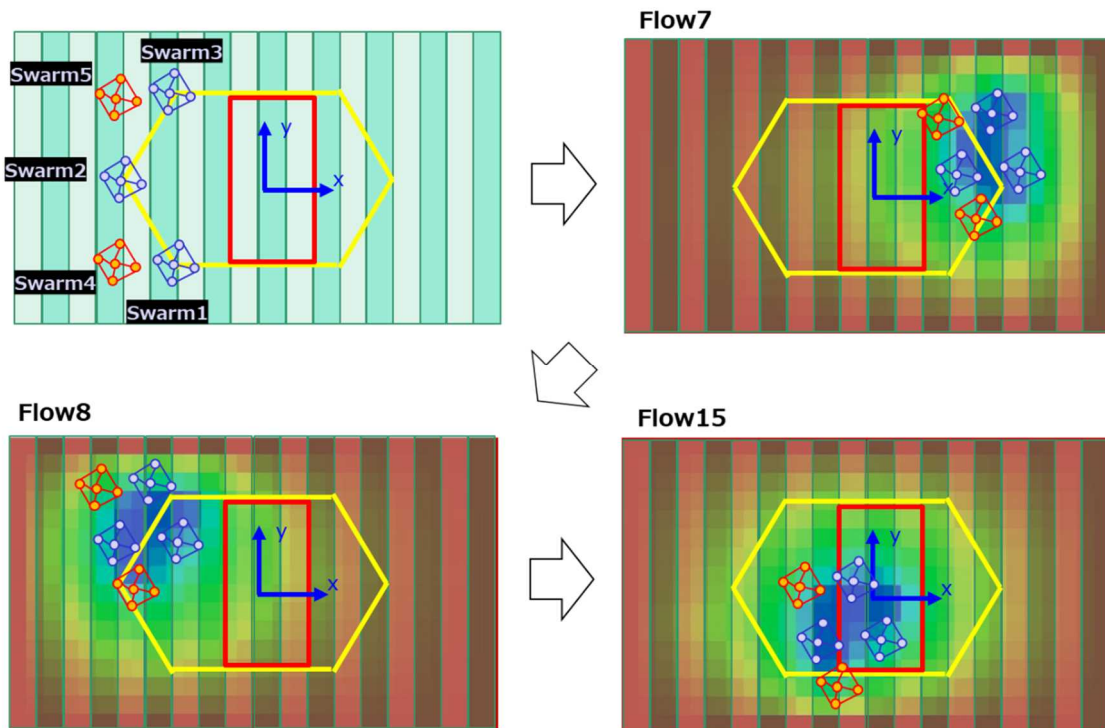 Swarm3
Swarm5
y
Swarm2
x
Swarm4
Swarm1
Flow7
y
x
Flow8
y
x
Flow15
y
x